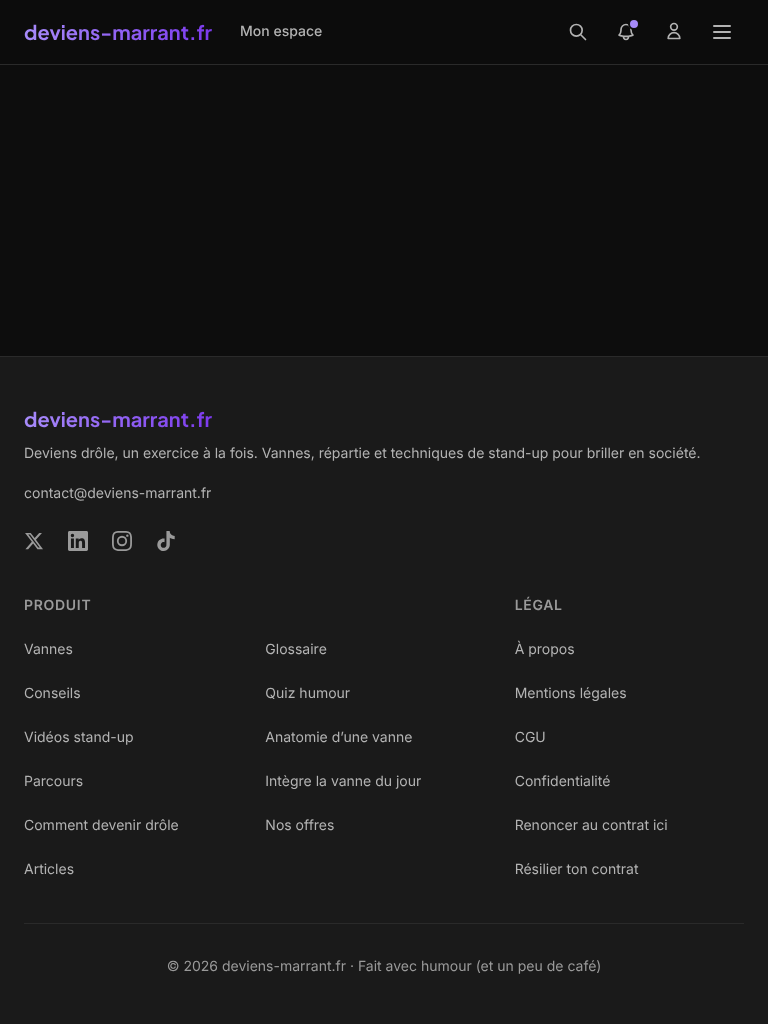 deviens-marrant.fr
Mon espace
deviens-marrant.fr
Deviens drôle, un exercice à la fois. Vannes, répartie et techniques de stand-up pour briller en société.
contact@deviens-marrant.fr
PRODUIT
Vannes
Conseils
Vidéos stand-up
Parcours
Comment devenir drôle
Articles
Glossaire
Quiz humour
Anatomie d’une vanne
Intègre la vanne du jour
Nos offres
LÉGAL
À propos
Mentions légales
CGU
Confidentialité
Renoncer au contrat ici
Résilier ton contrat
© 2026 deviens-marrant.fr · Fait avec humour (et un peu de café)